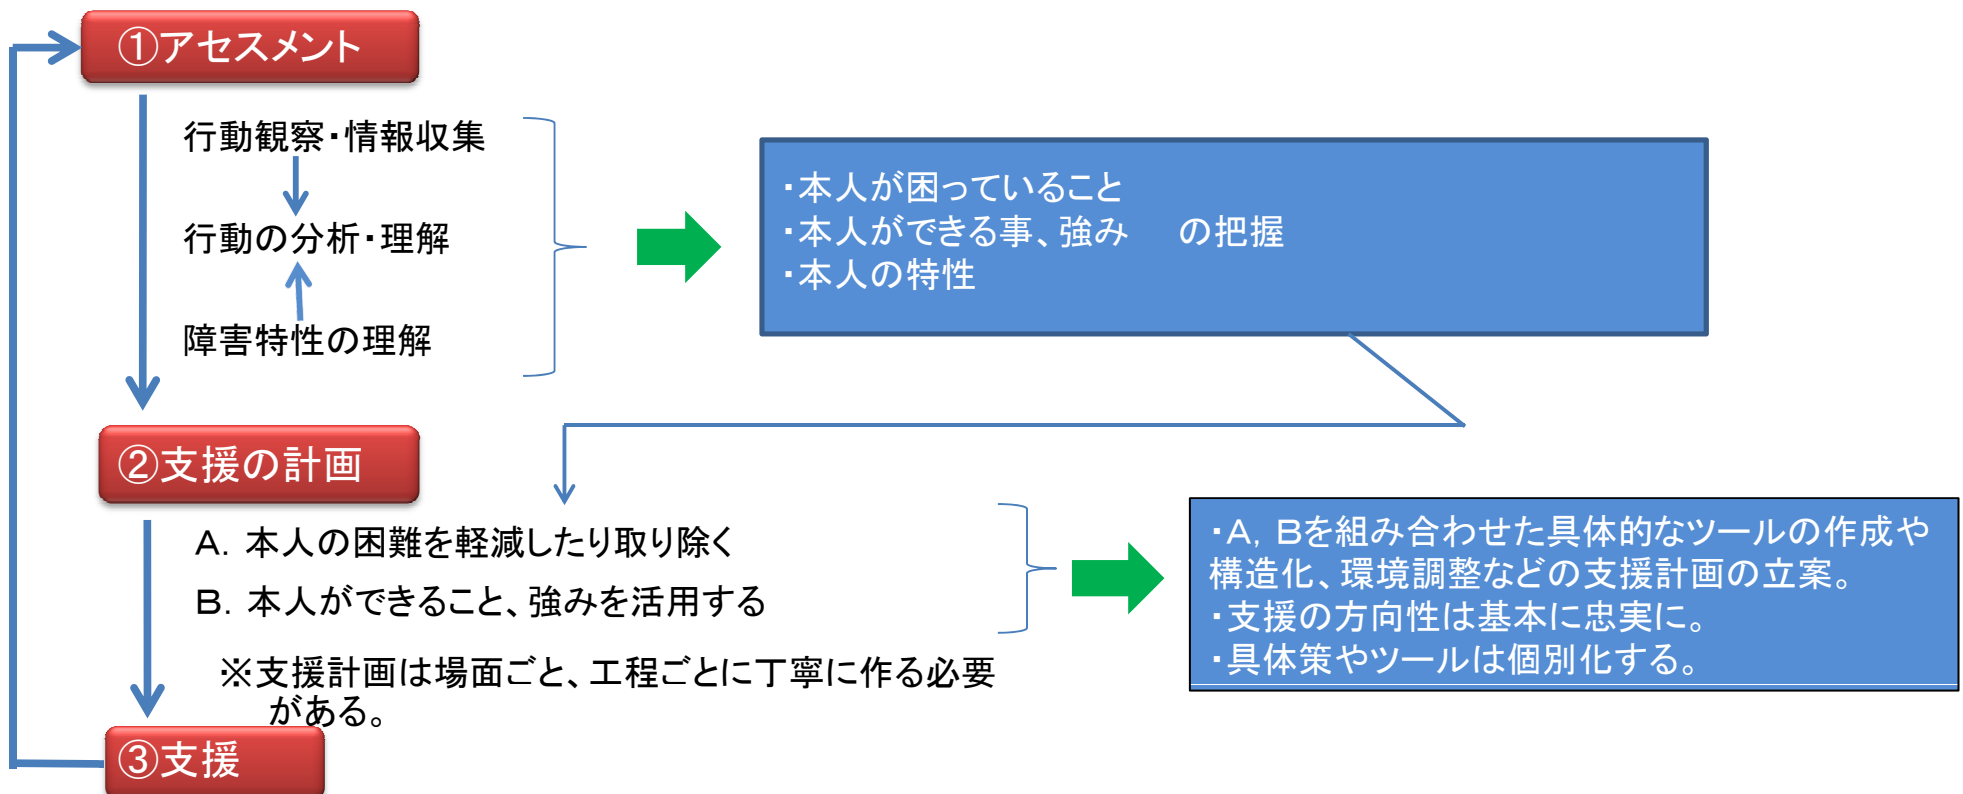 ①アセスメント
行動観察・情報収集
行動の分析・理解
障害特性の理解
・本人が困っていること
・本人ができる事、強み　の把握
・本人の特性
②支援の計画
A．本人の困難を軽減したり取り除く
B．本人ができること、強みを活用する
※支援計画は場面ごと、工程ごとに丁寧に作る必要
がある。
・A，Bを組み合わせた具体的なツールの作成や
構造化、環境調整などの支援計画の立案。
・支援の方向性は基本に忠実に。
・具体策やツールは個別化する。
③支援